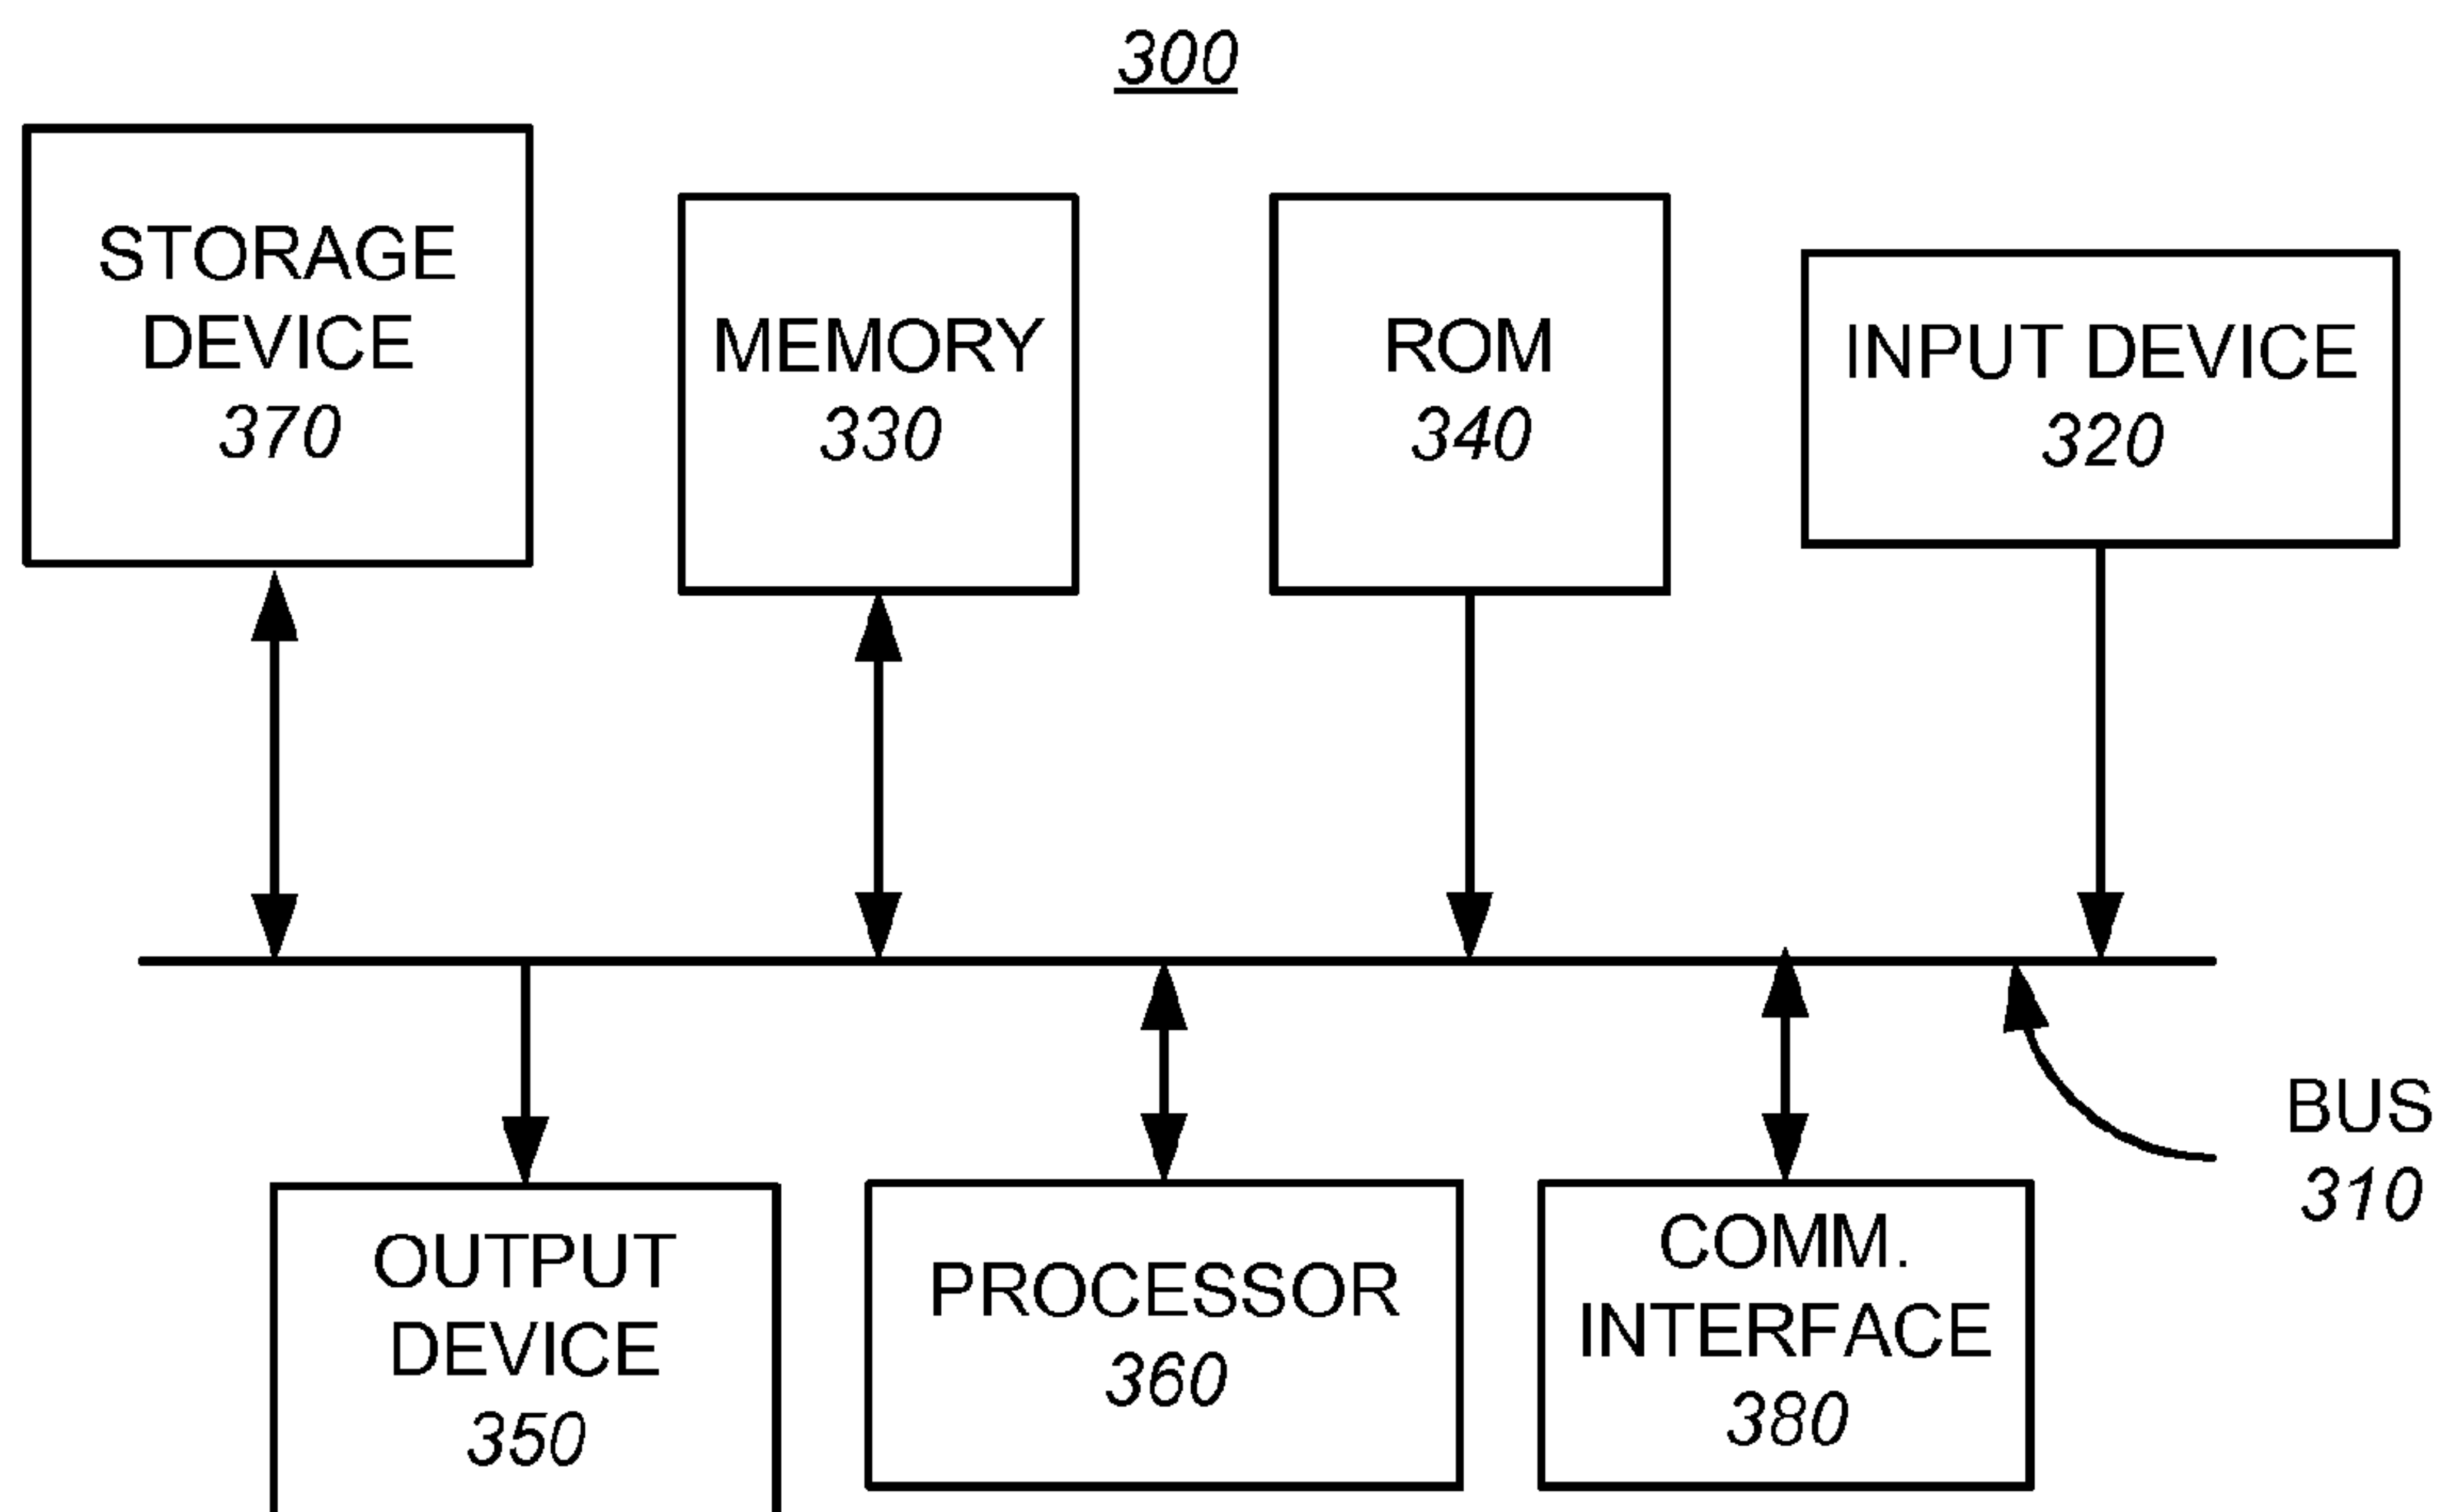 300
STORAGE
DEVICE
370
MEMORY
330
ROM
340
INPUT DEVICE
320
BUS
310
OUTPUT
DEVICE
350
PROCESSOR
360
COMM.
INTERFACE
380